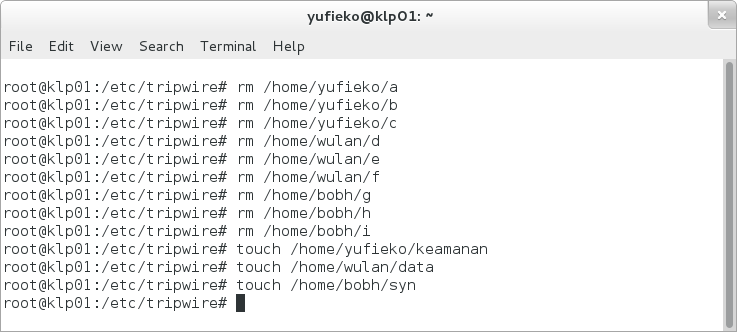 yufieko@klp01: ~
File Edit View Search Terminal Help
root@klp01:/etc/tripwire# rm /home/yufieko/a
root@klp01:/etc/tripwire# rm /home/yufieko/b
root@klp01:/etc/tripwire# rm /home/yufieko/c
root@klp01:/etc/tripwire# rm /home/wulan/d
root@klp01:/etc/tripwire# rm /home/wulan/e
root@klp01:/etc/tripwire# rm /home/wulan/f
root@klp01:/etc/tripwire# rm /home/bobh/g
root@klp01:/etc/tripwire# rm /home/bobh/h
root@klp01:/etc/tripwire# rm /home/bobh/i
root@klp01:/etc/tripwire# touch /home/yufieko/keamanan
root@klp01:/etc/tripwire# touch /home/wulan/data
root@klp01:/etc/tripwire# touch /home/bobh/syn
root@klp01:/etc/tripwire#